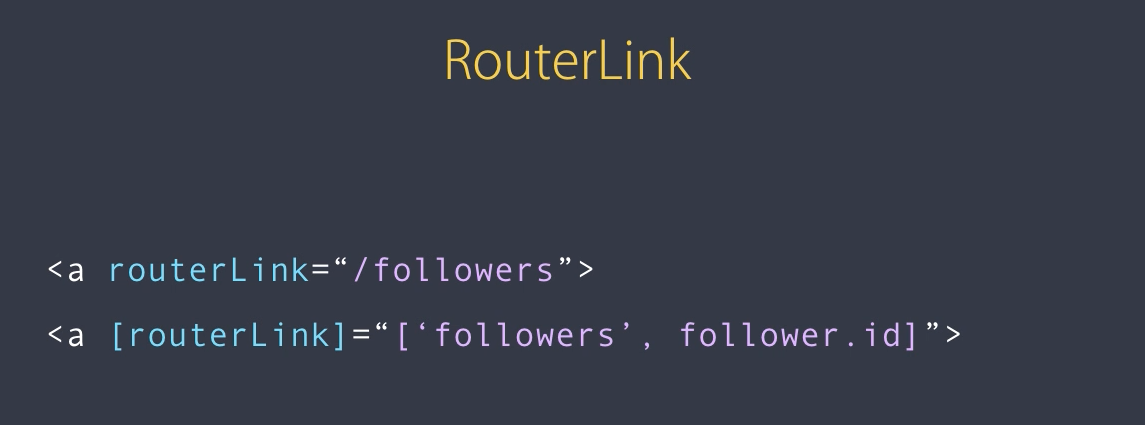 RouterLink
<a routerLink=“/followers”>
<a [routerLink]=“[‘followers’, follower.id]”>